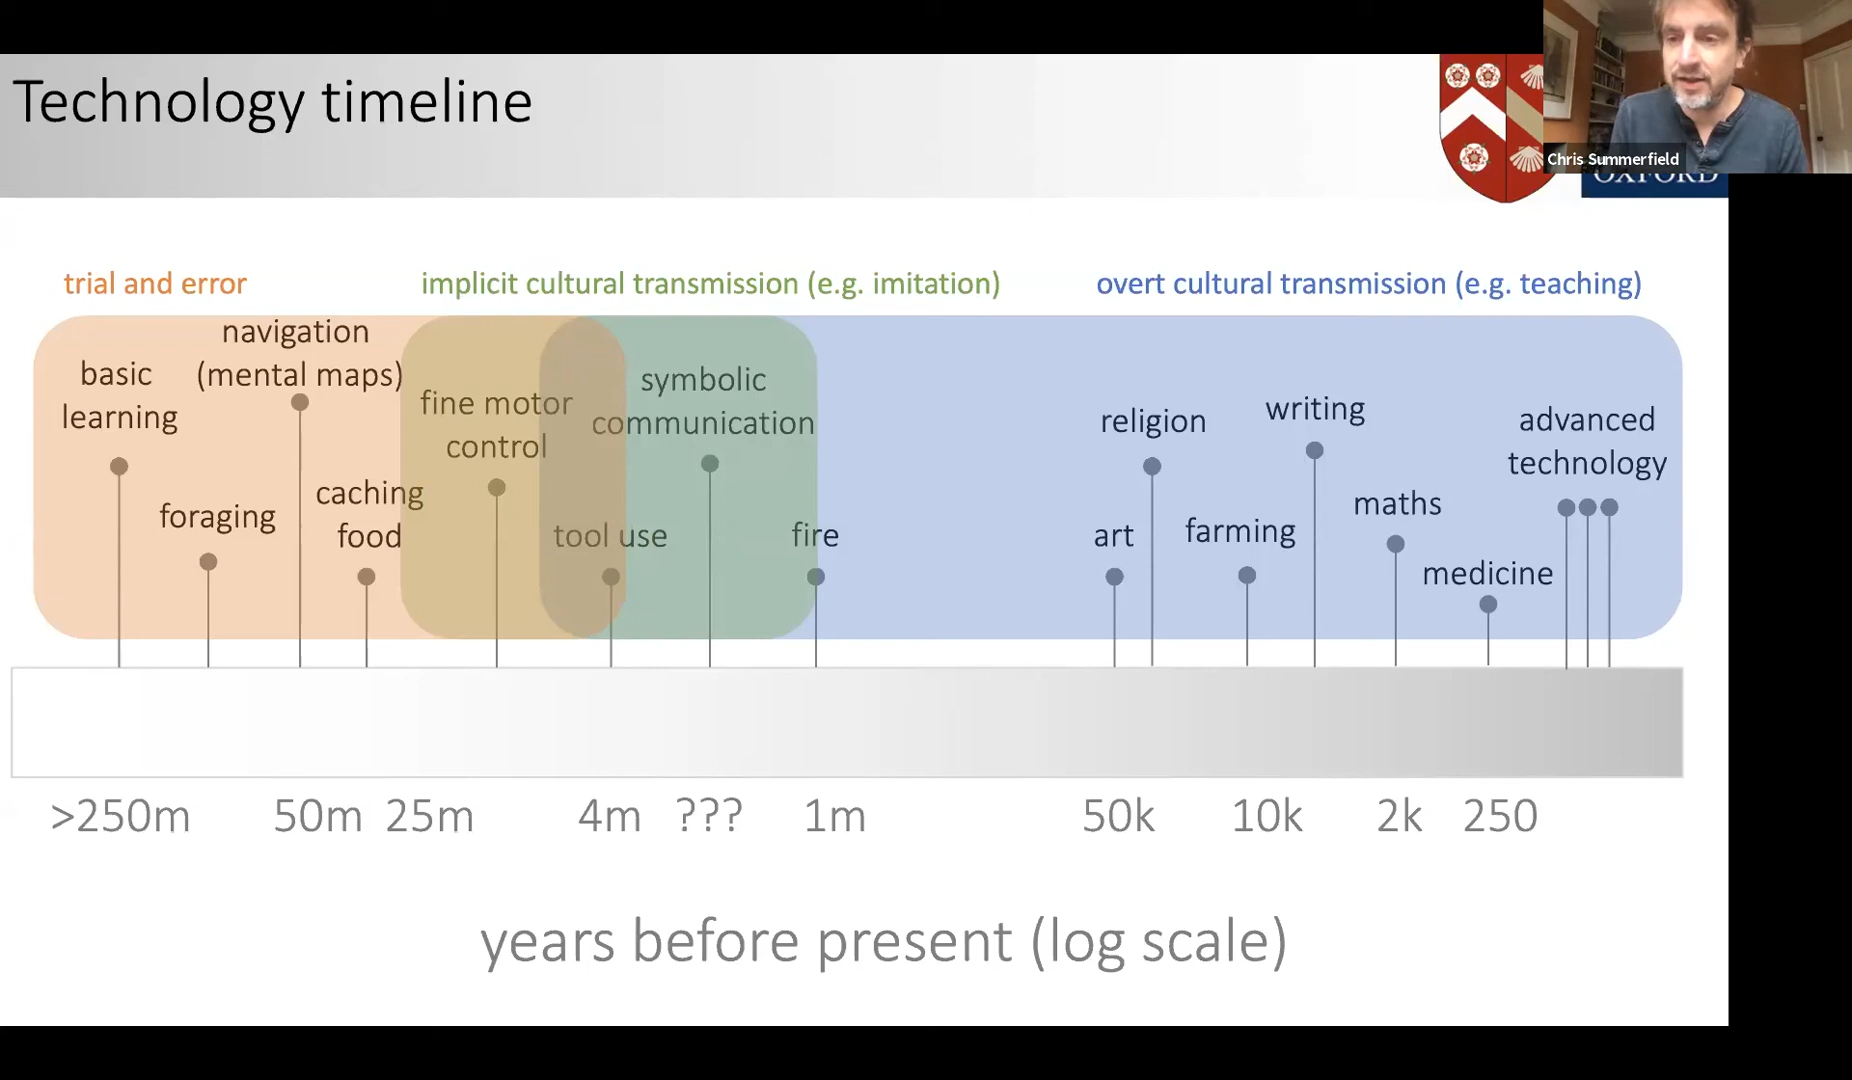 Technology timeline
Chris Summerfield
OXFORD
trial and error
implicit cultural transmission (e.g. imitation)
overt cultural transmission (e.g. teaching)
basic
learning
foraging
navigation
(mental maps)
caching
food
fine motor
control
tool use
symbolic
communication
fire
art
religion
farming
writing
maths
medicine
advanced
technology
>250m
50m
25m
4m
???
1m
50k
10k
2k
250
years before present (log scale)